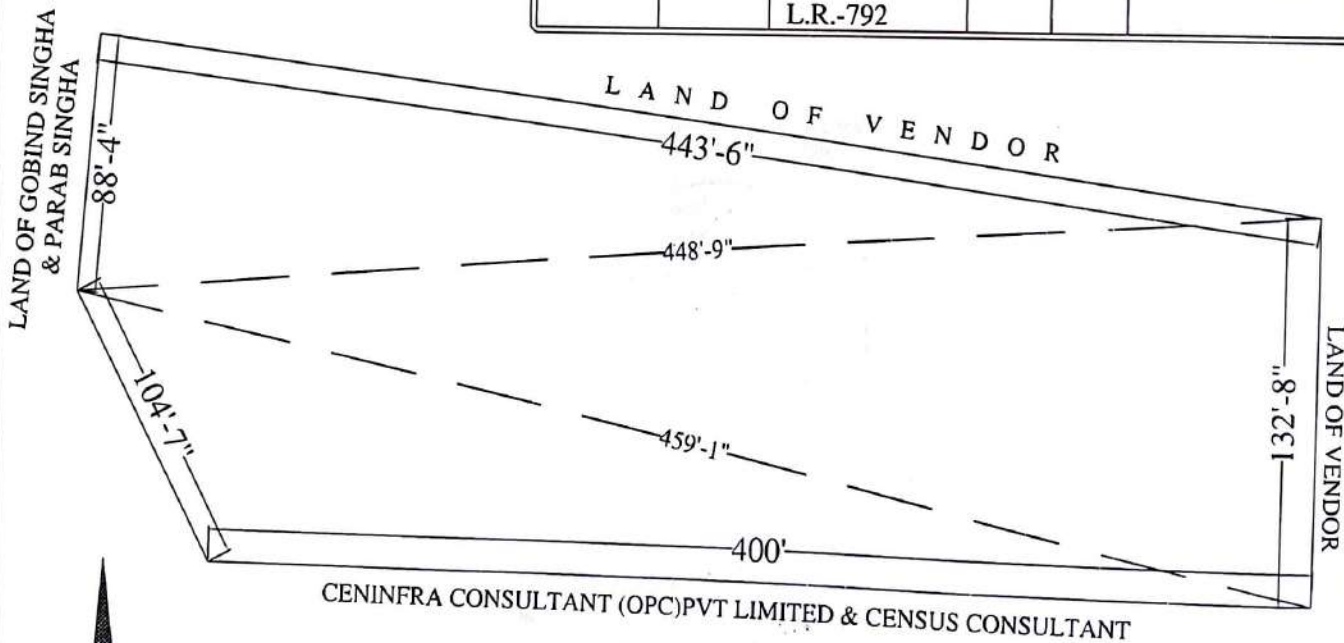 L.R.-792
LAND OF GOBIND SINGHA
& PARAB SINGHA
88'-4"
LAND OF VENDOR
443'-6"
448'-9"
104'-7"
459'-1"
132'-8"
LAND OF VENDOR
400'
CENINFRA CONSULTANT (OPC)PVT LIMITED & CENSUS CONSULTANT